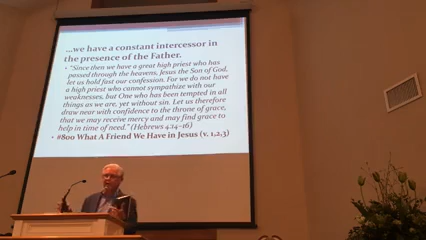 ...we have a constant intercessor in
the presence of the Father.
• "Since then we have a great high priest who has
passed through the heavens, Jesus the Son of God,
let us hold fast our confession. For we do not have
a high priest who cannot sympathize with our
weaknesses, but One who has been tempted in all
things as we are, yet without sin. Let us therefore
draw near with confidence to the throne of grace,
that we may receive mercy and may find grace to
help in time of need." (Hebrews 4:14-16)
• #800 What A Friend We Have in Jesus (v. 1,2,3)